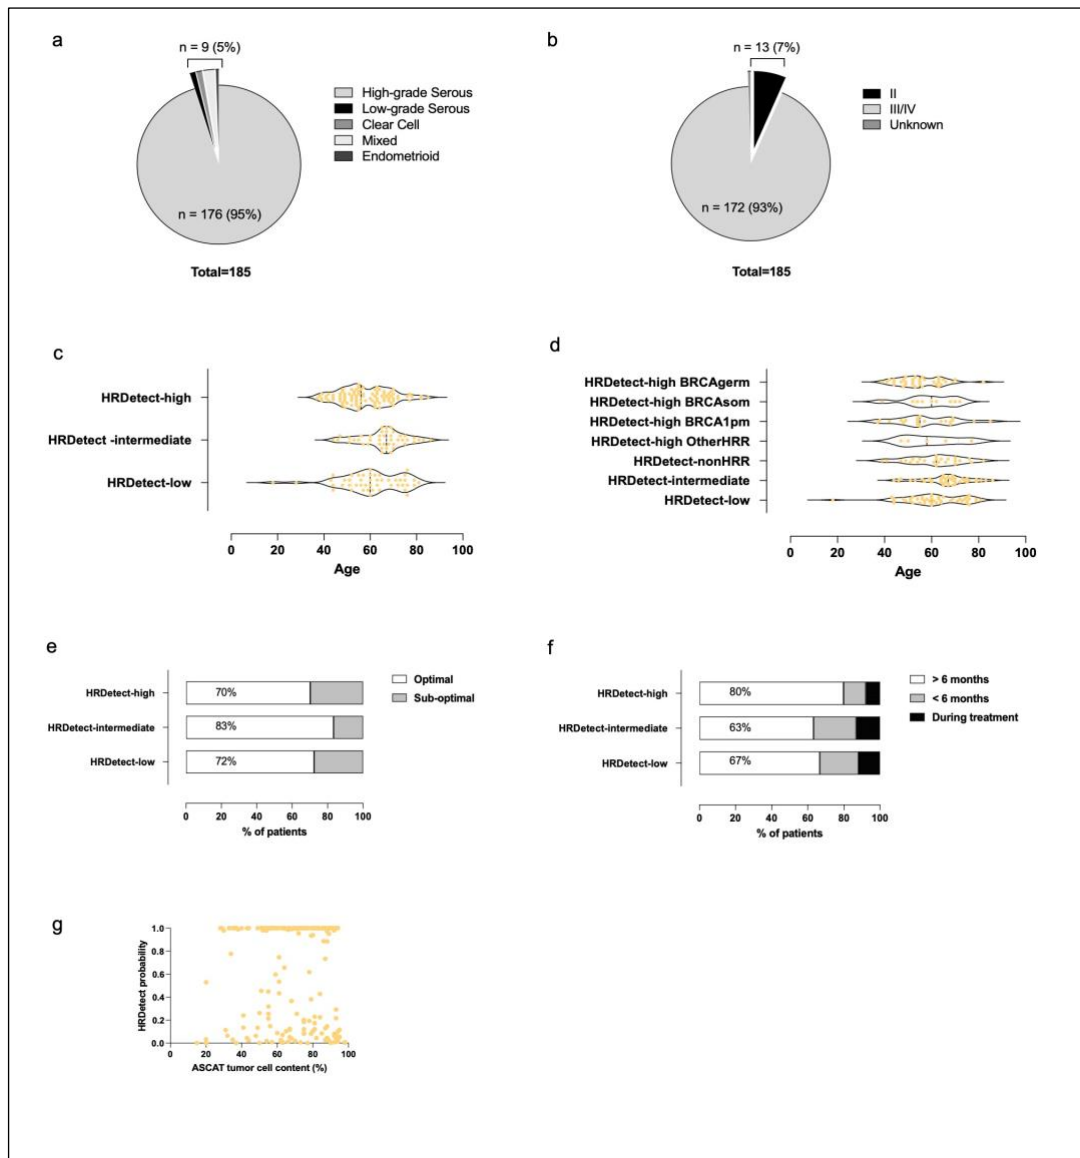 a
n = 9 (5%)
High-grade Serous
Low-grade Serous
Clear Cell
Mixed
Endometrioid
n = 176 (95%)
Total=185
b
n = 13 (7%)
II
III/IV
Unknown
n = 172 (93%)
Total=185
c
HRDetect-high
HRDetect -intermediate
HRDetect-low
0 20 40 60 80 100
Age
d
HRDetect-high BRCAgerm
HRDetect-high BRCAsom
HRDetect-high BRCA1pm
HRDetect-high OtherHRR
HRDetect-nonHRR
HRDetect-intermediate
HRDetect-low
0 20 40 60 80 100
Age
e
Optimal
Sub-optimal
HRDetect-high 70%
HRDetect-intermediate 83%
HRDetect-low 72%
0 20 40 60 80 100
% of patients
f
> 6 months
< 6 months
During treatment
HRDetect-high 80%
HRDetect-intermediate 63%
HRDetect-low 67%
0 20 40 60 80 100
% of patients
g
HRDetect probability
1.0
0.8
0.6
0.4
0.2
0.0
0 20 40 60 80 100
ASCAT tumor cell content (%)